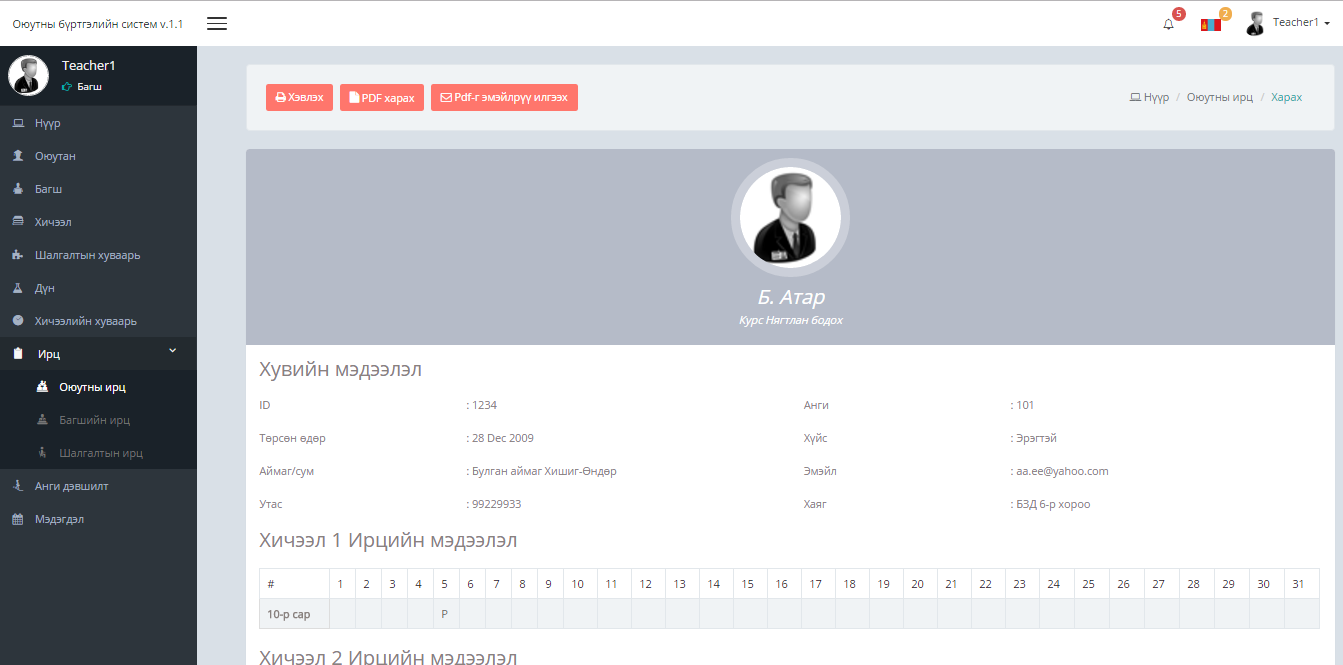 Оюутны бүртгэлийн систем v.1.1
5
2
Teacher1
Teacher1
Багш
Нүүр
Оюутан
Багш
Хичээл
Шалгалтын хуваарь
Дүн
Хичээлийн хуваарь
Ирц
Оюутны ирц
Багшийн ирц
Шалгалтын ирц
Анги дэвшилт
Мэдэгдэл
Хэвлэх PDF харах Pdf-г эмэйлрүү илгээх
Нүүр / Оюутны ирц / Харах
Б. Атар
Курс Нягтлан бодох
Хувийн мэдээлэл
ID : 1234 Анги : 101
Төрсөн өдөр : 28 Dec 2009 Хүйс : Эрэгтэй
Аймаг/сум : Булган аймаг Хишиг-Өндөр Эмэйл : aa.ee@yahoo.com
Утас : 99229933 Хаяг : БЗД 6-р хороо
Хичээл 1 Ирцийн мэдээлэл
# 1 2 3 4 5 6 7 8 9 10 11 12 13 14 15 16 17 18 19 20 21 22 23 24 25 26 27 28 29 30 31
10-р сар P
Хичээл 2 Ирцийн мэдээлэл